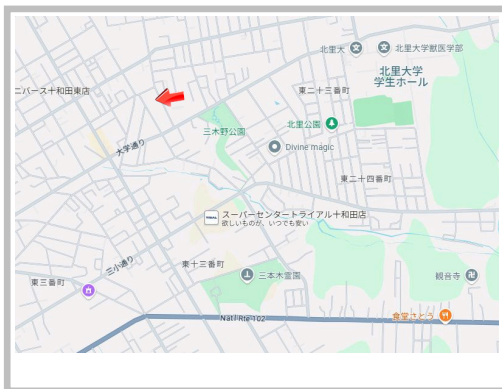 北里大
北里大学獣医学部
北里大学
学生ホール
ニバース十和田東店
東二十三番町
三木野公園
北里公園
大学通り
Divine magic
東二十四番町
スーパーセンタートライアル十和田店
欲しいものが、いつでも安い
三小通り
東十三番町
三本木霊園
観音寺
東三番町
Natl Rte 102
食堂さとう